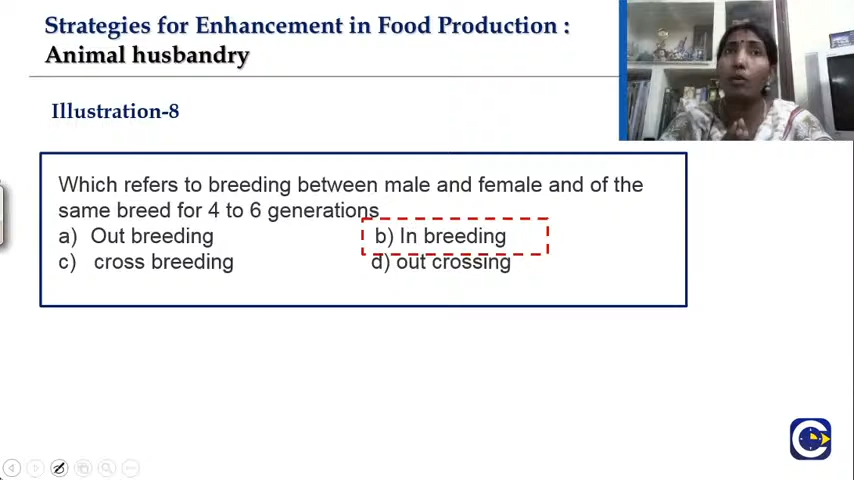 Strategies for Enhancement in Food Production :
Animal husbandry
Illustration-8
Which refers to breeding between male and female and of the
same breed for 4 to 6 generations
a) Out breeding b) In breeding
c) cross breeding d) out crossing